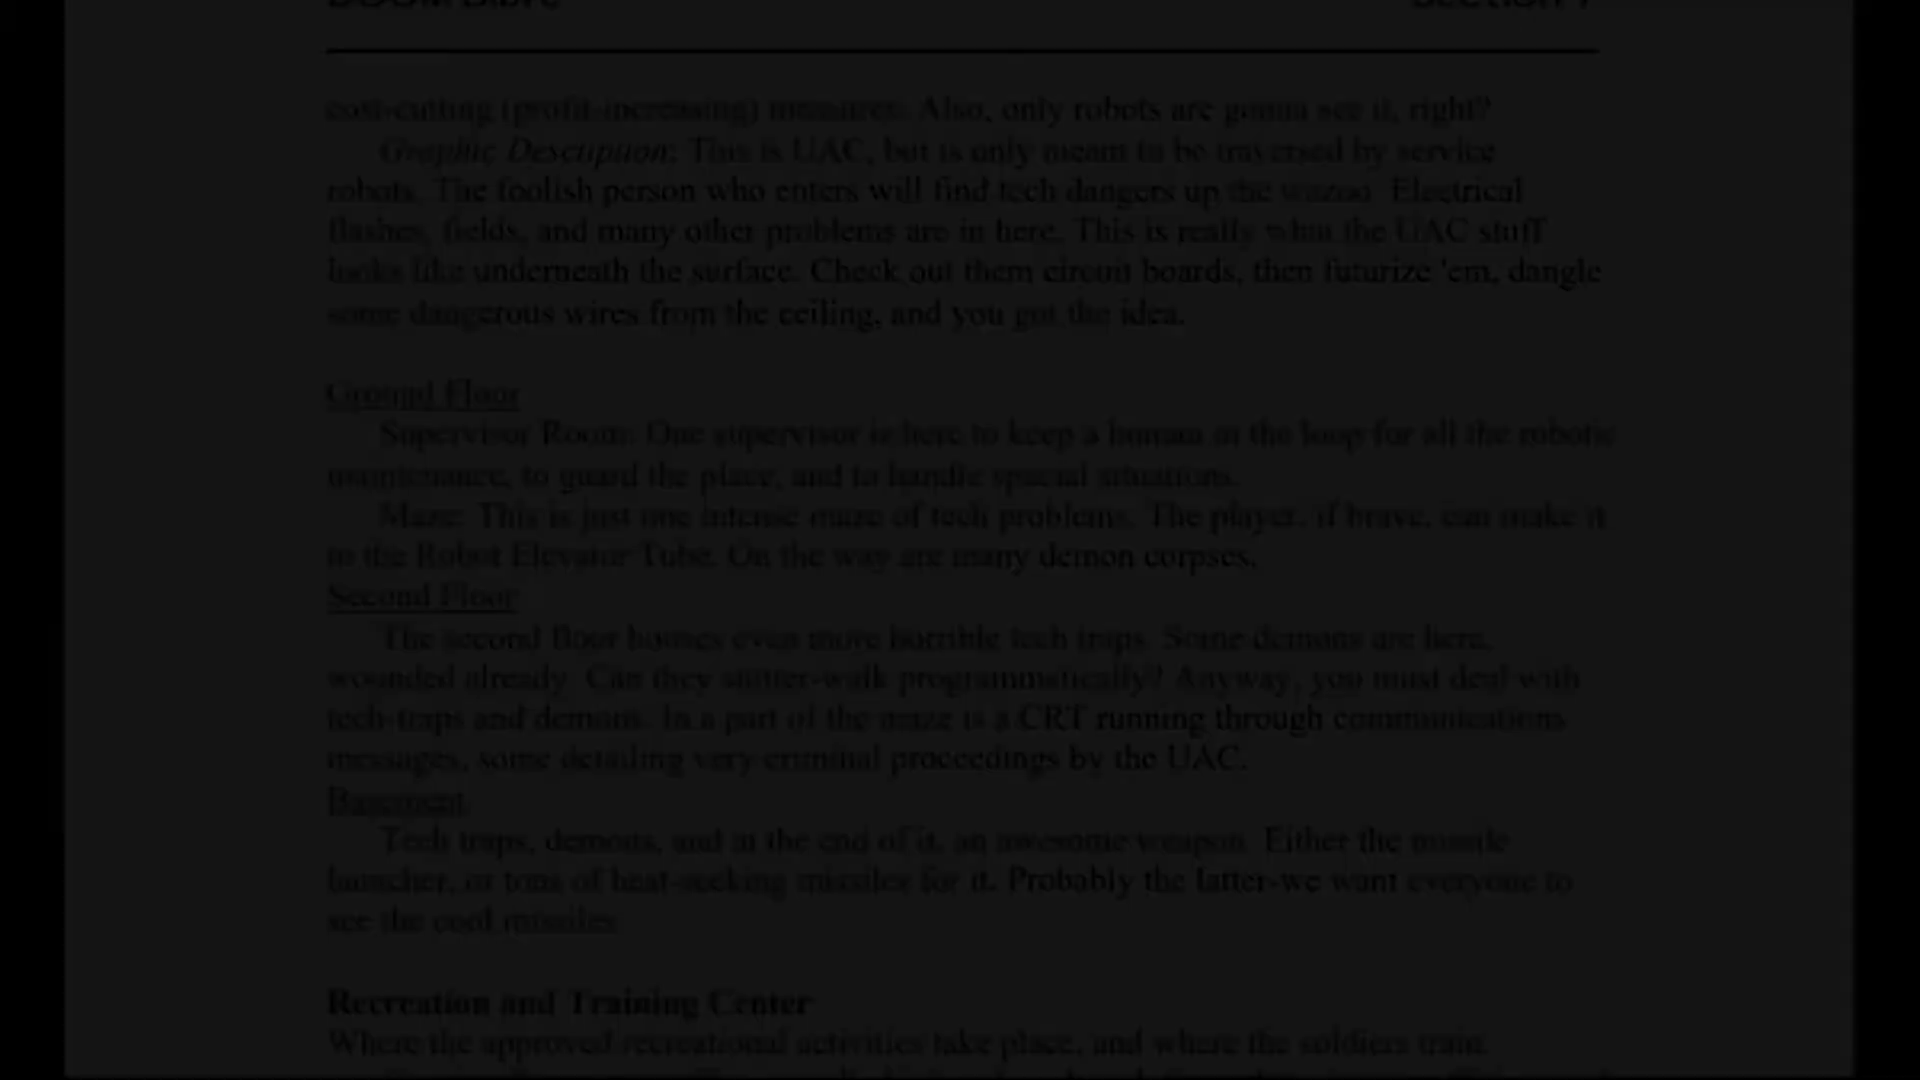 DOOM Bible Section 7
cost-cutting (profit-increasing) measures. Also, only robots are gonna see it, right?
Graphic Description: This is UAC, but is only meant to be traversed by service
robots. The foolish person who enters will find tech dangers up the wazoo. Electrical
flashes, fields, and many other problems are in here. This is really what the UAC stuff
looks like underneath the surface. Check out them circuit boards, then futurize 'em, dangle
some dangerous wires from the ceiling, and you got the idea.
Ground Floor
Supervisor Room: One supervisor is here to keep a human in the loop for all the robotic
maintenance, to guard the place, and to handle special situations.
Maze: This is just one intense maze of tech problems. The player, if brave, can make it
to the Robot Elevator Tube. On the way are many demon corpses.
Second Floor
The second floor houses even more horrible tech traps. Some demons are here,
wounded already. Can they stutter-walk programmatically? Anyway, you must deal with
tech-traps and demons. In a part of the maze is a CRT running through communications
messages, some detailing very criminal proceedings by the UAC.
Basement
Tech traps, demons, and at the end of it, an awesome weapon. Either the missile
launcher, or tons of heat-seeking missiles for it. Probably the latter-we want everyone to
see the cool missiles.
Recreation and Training Center
Where the approved recreational activities take place, and where the soldiers train.